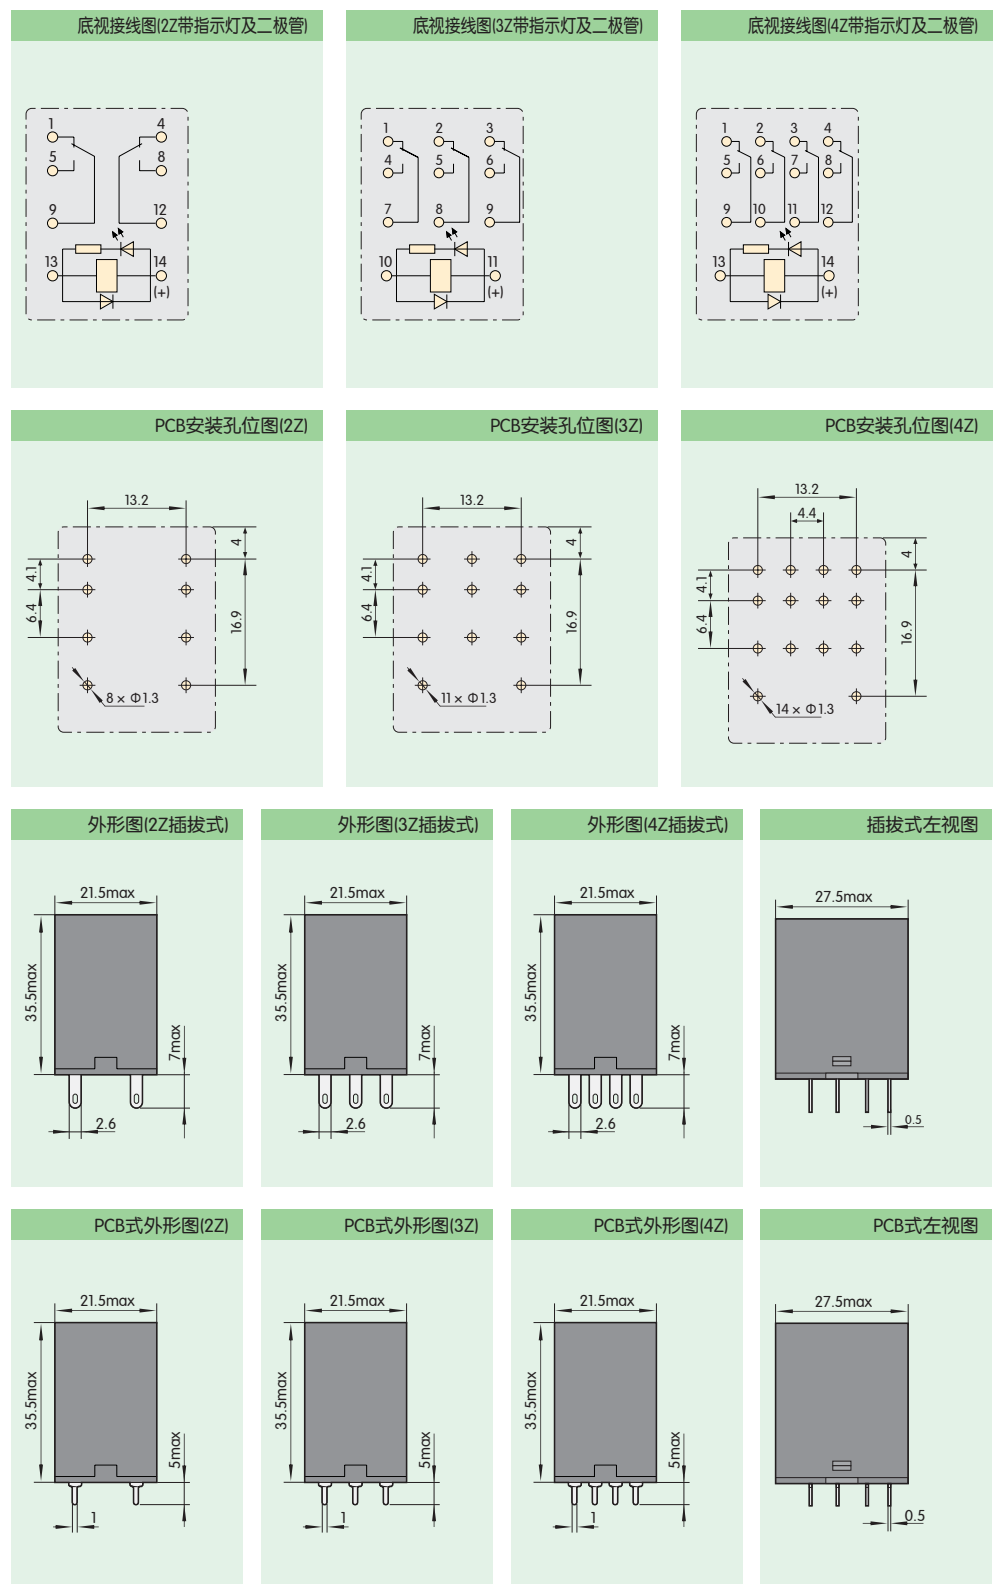 底视接线图(2Z带指示灯及二极管)
1 4
5 8
9 12
13 14
(+)
底视接线图(3Z带指示灯及二极管)
1 2 3
4 5 6
7 8 9
10 11
(+)
底视接线图(4Z带指示灯及二极管)
1 2 3 4
5 6 7 8
9 10 11 12
13 14
(+)
PCB安装孔位图(2Z)
13.2
4
4.1
6.4
16.9
8 × Φ1.3
PCB安装孔位图(3Z)
13.2
4
4.1
6.4
16.9
11 × Φ1.3
PCB安装孔位图(4Z)
13.2
4.4
4
4.1
6.4
16.9
14 × Φ1.3
外形图(2Z插拔式)
21.5max
35.5max
7max
2.6
外形图(3Z插拔式)
21.5max
35.5max
7max
2.6
外形图(4Z插拔式)
21.5max
35.5max
7max
2.6
插拔式左视图
27.5max
0.5
PCB式外形图(2Z)
21.5max
35.5max
5max
1
PCB式外形图(3Z)
21.5max
35.5max
5max
1
PCB式外形图(4Z)
21.5max
35.5max
5max
1
PCB式左视图
27.5max
0.5